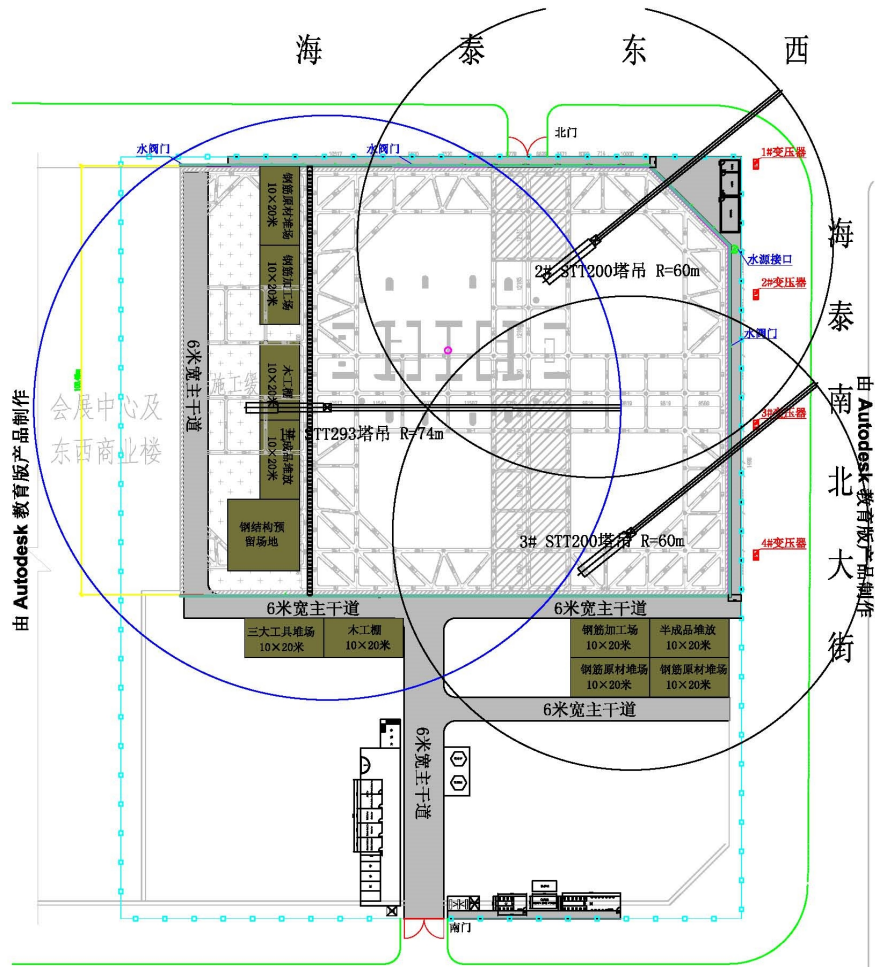 海 泰 东 西
北门
水阀门
水阀门
1#变压器
钢筋原材堆场
10×20米
海泰南北大街
水源接口
2# STT200塔吊 R=60m
钢筋加工场
10×20米
2#变压器
水阀门
6米宽主干道
木工棚
10×20米
施工缓
会展中心及
东西商业楼
1# STT293塔吊 R=74m
半成品堆放
10×20米
3#变压器
由 Autodesk 教育版产品制作
由 Autodesk 教育版产品制作
钢结构预
留场地
3# STT200塔吊 R=60m
4#变压器
6米宽主干道
6米宽主干道
三大工具堆场
10×20米
木工棚
10×20米
钢筋加工场
10×20米
半成品堆放
10×20米
钢筋原材堆场
10×20米
钢筋原材堆场
10×20米
6米宽主干道
6米宽主干道
南门